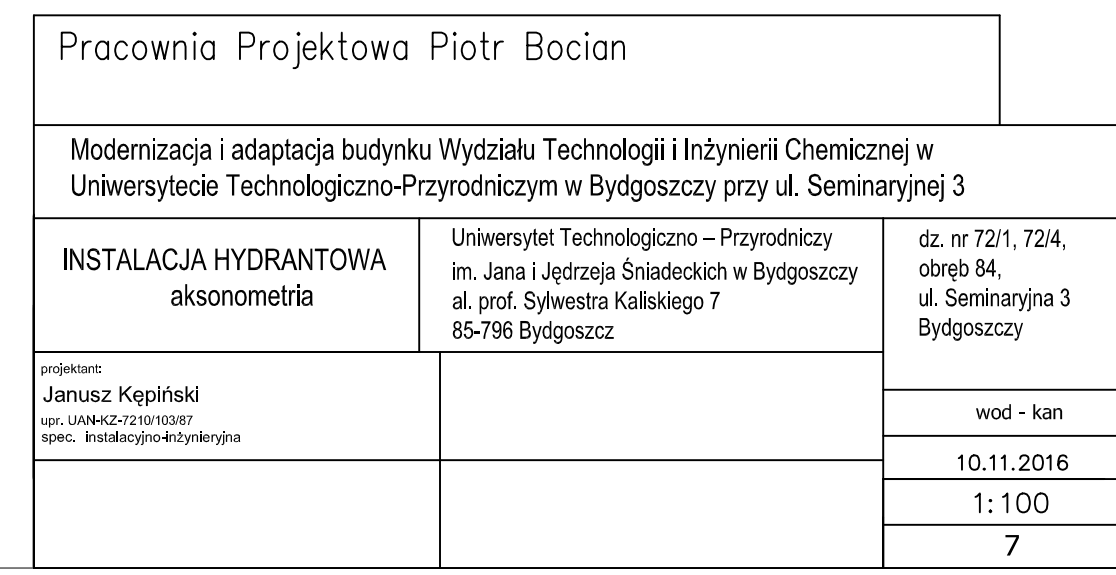 Pracownia Projektowa Piotr Bocian
Modernizacja i adaptacja budynku Wydziału Technologii i Inżynierii Chemicznej w
Uniwersytecie Technologiczno-Przyrodniczym w Bydgoszczy przy ul. Seminaryjnej 3
INSTALACJA HYDRANTOWA
aksonometria
Uniwersytet Technologiczno – Przyrodniczy
im. Jana i Jędrzeja Śniadeckich w Bydgoszczy
al. prof. Sylwestra Kaliskiego 7
85-796 Bydgoszcz
dz. nr 72/1, 72/4,
obręb 84,
ul. Seminaryjna 3
Bydgoszczy
projektant:
Janusz Kępiński
upr. UAN-KZ-7210/103/87
spec. instalacyjno-inżynieryjna
wod - kan
10.11.2016
1:100
7